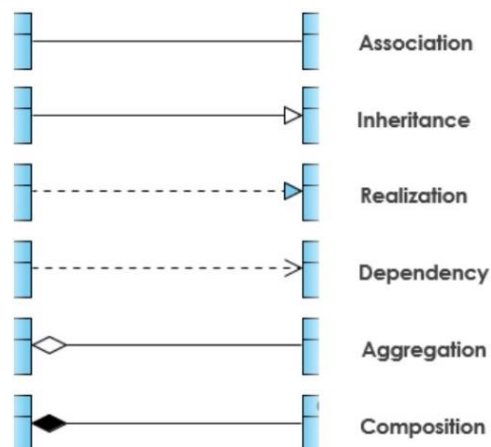 Association
Inheritance
Realization
Dependency
Aggregation
Composition